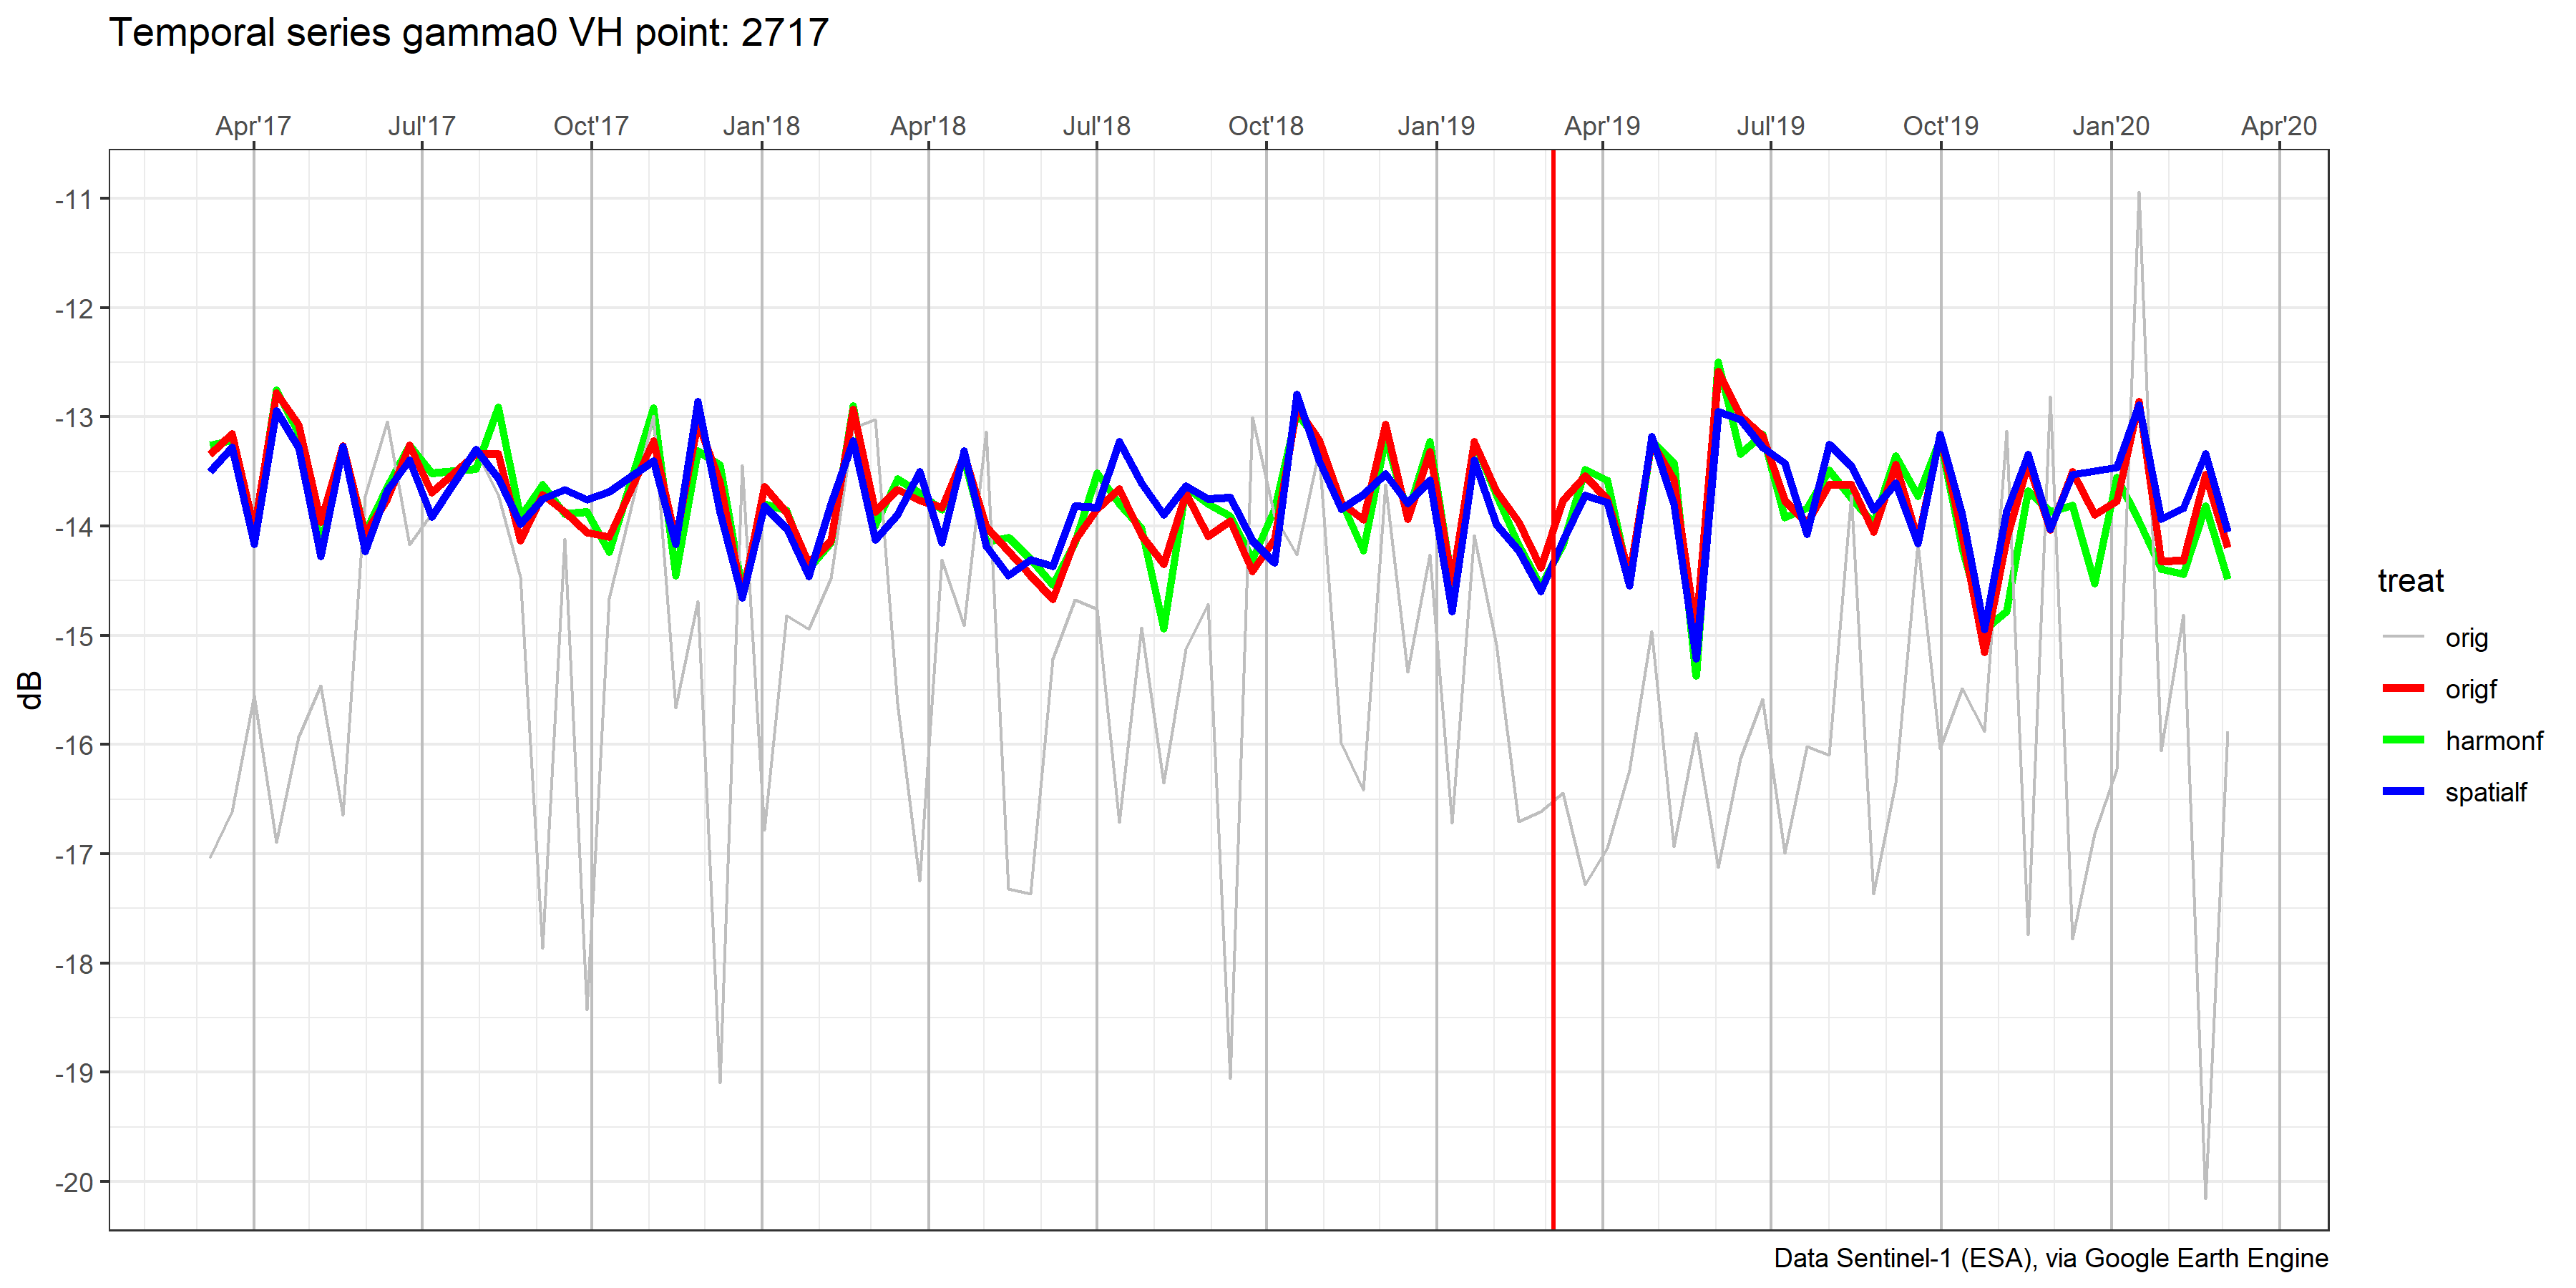 Temporal series gamma0 VH point: 2717
Apr'17 Jul'17 Oct'17 Jan'18 Apr'18 Jul'18 Oct'18 Jan'19 Apr'19 Jul'19 Oct'19 Jan'20 Apr'20
-11
-12
-13
-14
-15
-16
-17
-18
-19
-20
dB
treat
orig
origf
harmonf
spatialf
Data Sentinel-1 (ESA), via Google Earth Engine